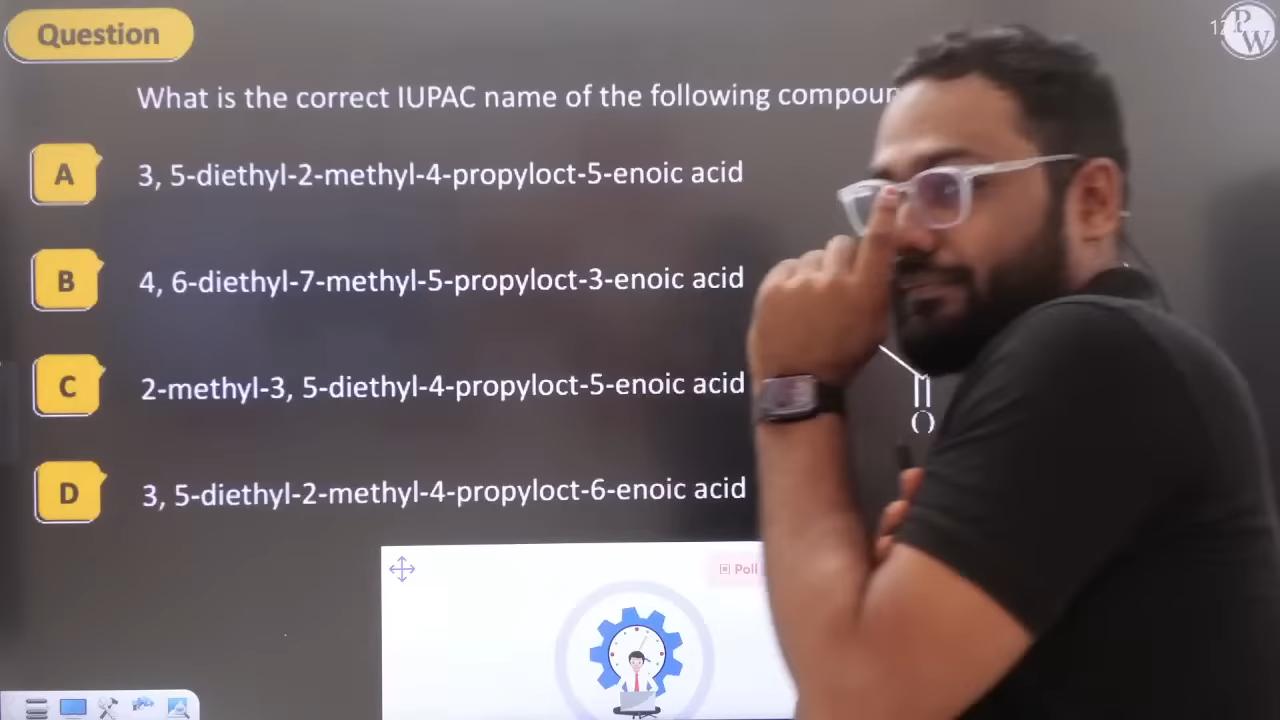 Question
What is the correct IUPAC name of the following
A
3, 5-diethyl-2-methyl-4-propyloct-5-enoic acid
B
4, 6-diethyl-7-methyl-5-propyloct-3-enoic acid
C
2-methyl-3, 5-diethyl-4-propyloct-5-enoic acid
D
3, 5-diethyl-2-methyl-4-propyloct-6-enoic acid
O
Poll
PW